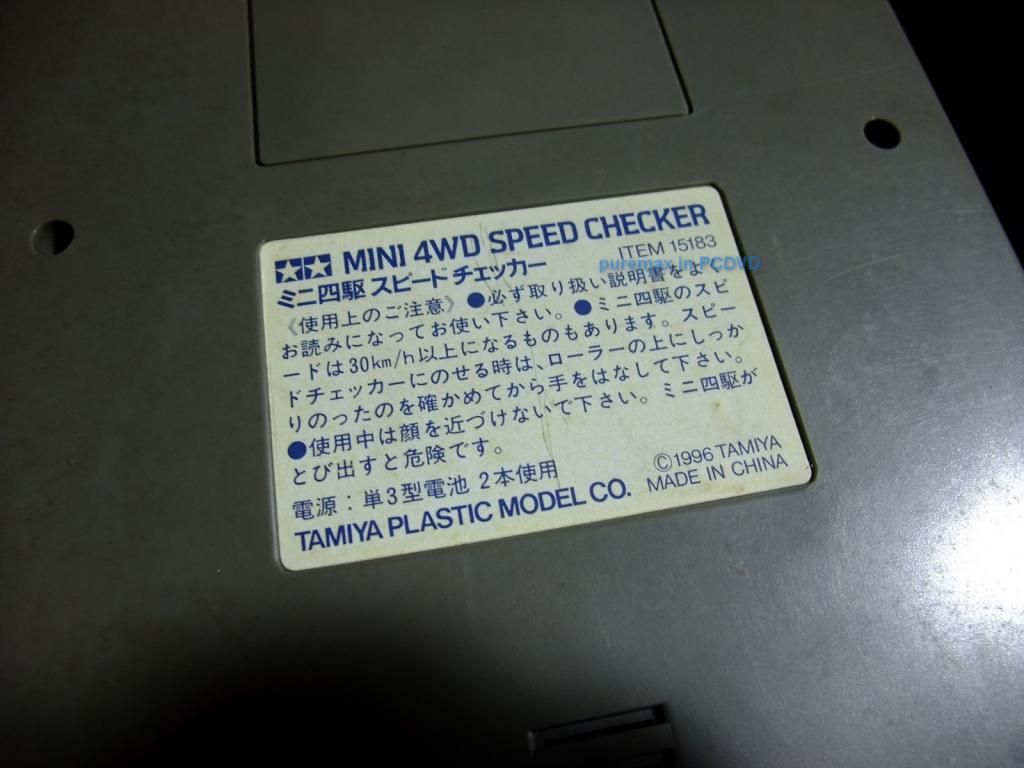 MINI 4WD SPEED CHECKER
ミニ四駆 スピード チェッカー
ITEM 15183
puremax in PCDVD
《使用上のご注意》●必ず取り扱い説明書をよく
お読みになってお使い下さい。●ミニ四駆のスピ
ードは30km/h以上になるものもあります。スピー
ドチェッカーにのせる時は、ローラーの上にしっか
りのったのを確かめてから手をはなして下さい。
●使用中は顔を近づけないで下さい。ミニ四駆が
とび出すと危険です。
電源：単3型電池 2本使用
©1996 TAMIYA
TAMIYA PLASTIC MODEL CO.
MADE IN CHINA